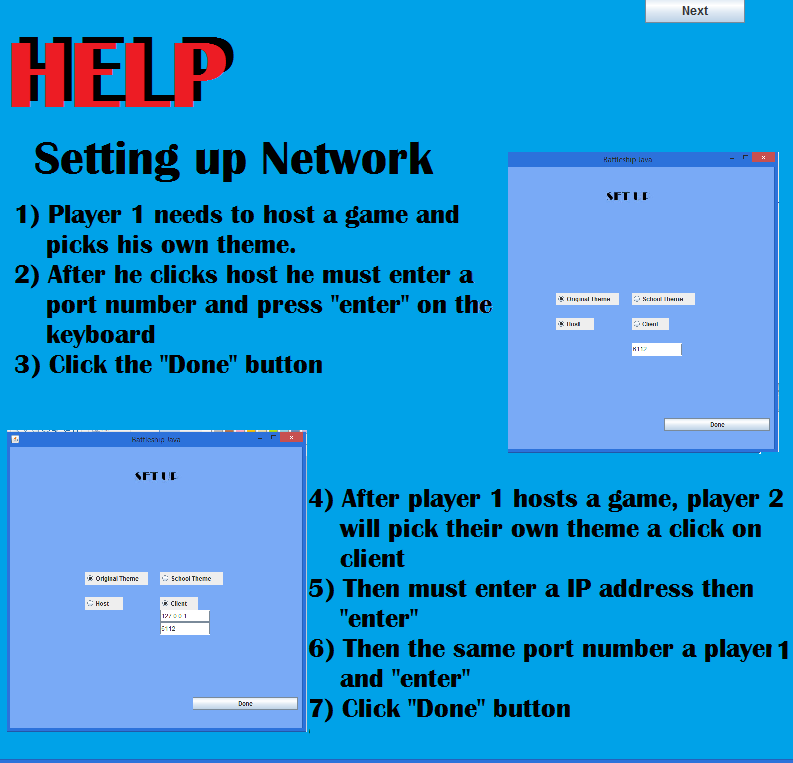 Next
HELP
Setting up Network
1) Player 1 needs to host a game and
picks his own theme.
2) After he clicks host he must enter a
port number and press "enter" on the
keyboard
3) Click the "Done" button
Battleship Java
SET UP
Original Theme School Theme
Host Client
6112
Done
Battleship Java
SET UP
Original Theme School Theme
Host Client
127.0.0.1
6112
Done
4) After player 1 hosts a game, player 2
will pick their own theme a click on
client
5) Then must enter a IP address then
"enter"
6) Then the same port number a player1
and "enter"
7) Click "Done" button